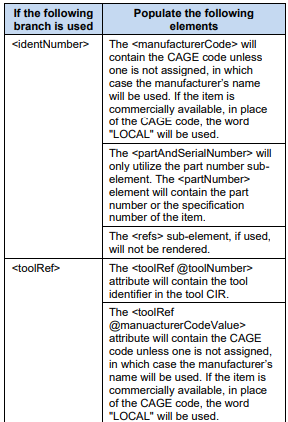 If the following
branch is used
Populate the following
elements
<identNumber>
The <manufacturerCode> will
contain the CAGE code unless
one is not assigned, in which
case the manufacturer's name
will be used. If the item is
commercially available, in place
of the CAGE code, the word
"LOCAL" will be used.
The <partAndSerialNumber> will
only utilize the part number sub-
element. The <partNumber>
element will contain the part
number or the specification
number of the item.
The <refs> sub-element, if used,
will not be rendered.
<toolRef>
The <toolRef @toolNumber>
attribute will contain the tool
identifier in the tool CIR.
The <toolRef
@manuacturerCodeValue>
attribute will contain the CAGE
code unless one is not assigned,
in which case the manufacturer's
name will be used. If the item is
commercially available, in place
of the CAGE code, the word
"LOCAL" will be used.